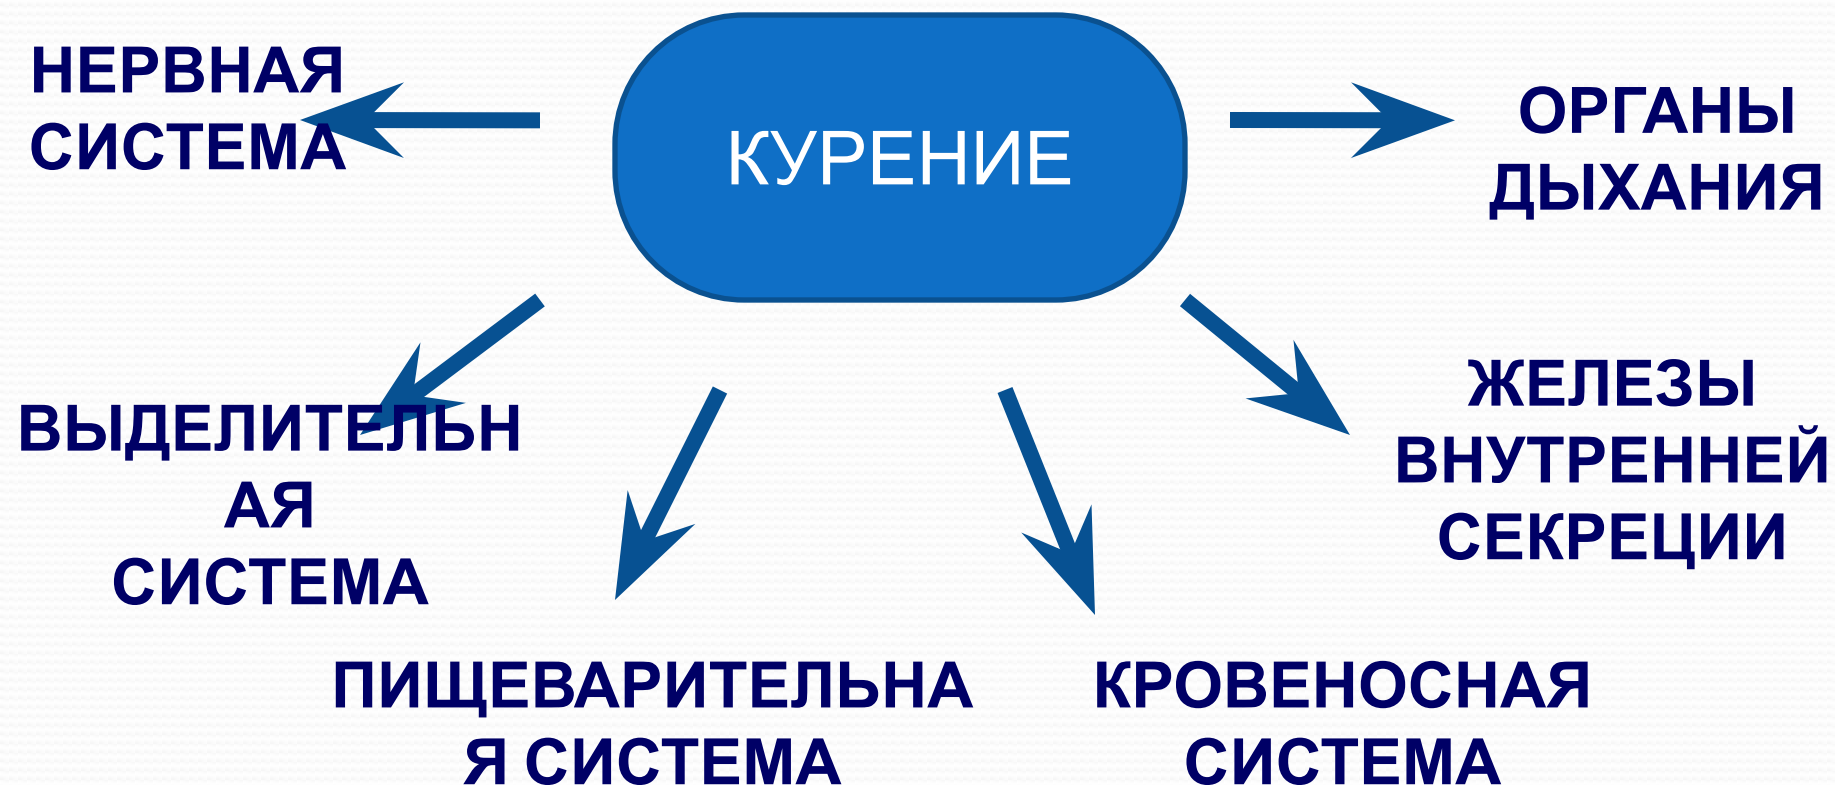 НЕРВНАЯ
СИСТЕМА
КУРЕНИЕ
ОРГАНЫ
ДЫХАНИЯ
ВЫДЕЛИТЕЛЬН
АЯ
СИСТЕМА
ЖЕЛЕЗЫ
ВНУТРЕННЕЙ
СЕКРЕЦИИ
ПИЩЕВАРИТЕЛЬНА
Я СИСТЕМА
КРОВЕНОСНАЯ
СИСТЕМА